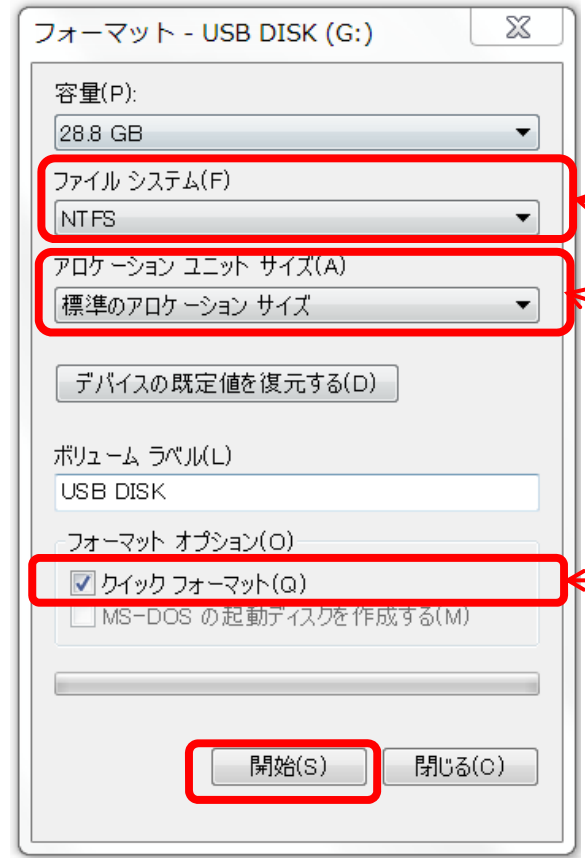 フォーマット - USB DISK (G:)
容量(P):
28.8 GB
ファイル システム(F)
NTFS
アロケーション ユニット サイズ(A)
標準のアロケーション サイズ
デバイスの既定値を復元する(D)
ボリューム ラベル(L)
USB DISK
フォーマット オプション(O)
クイック フォーマット(Q)
MS-DOS の起動ディスクを作成する(M)
開始(S) 閉じる(C)